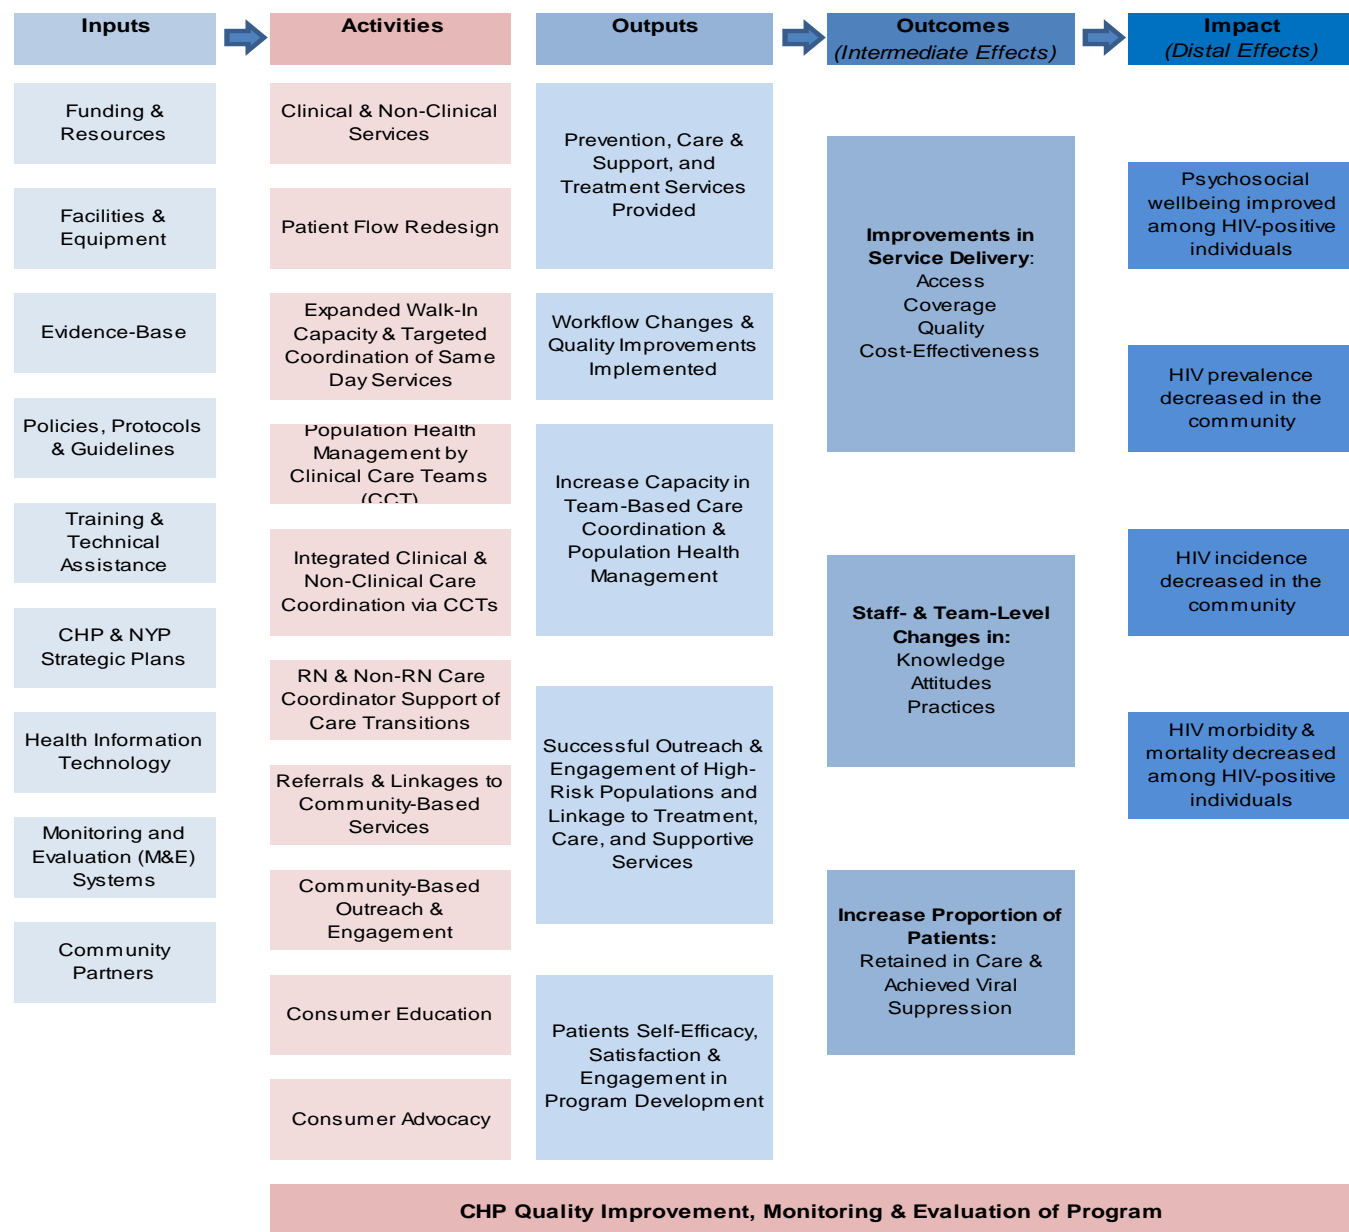 Inputs
Activities
Outputs
Outcomes
(Intermediate Effects)
Impact
(Distal Effects)
Funding &
Resources
Facilities &
Equipment
Evidence-Base
Policies, Protocols
& Guidelines
Training &
Technical
Assistance
CHP & NYP
Strategic Plans
Health Information
Technology
Monitoring and
Evaluation (M&E)
Systems
Community
Partners
Clinical & Non-Clinical
Services
Patient Flow Redesign
Expanded Walk-In
Capacity & Targeted
Coordination of Same
Day Services
Population Health
Management by
Clinical Care Teams
(CCT)
Integrated Clinical &
Non-Clinical Care
Coordination via CCTs
RN & Non-RN Care
Coordinator Support of
Care Transitions
Referrals & Linkages to
Community-Based
Services
Community-Based
Outreach &
Engagement
Consumer Education
Consumer Advocacy
Prevention, Care &
Support, and
Treatment Services
Provided
Workflow Changes &
Quality Improvements
Implemented
Increase Capacity in
Team-Based Care
Coordination &
Population Health
Management
Successful Outreach &
Engagement of High-
Risk Populations and
Linkage to Treatment,
Care, and Supportive
Services
Patients Self-Efficacy,
Satisfaction &
Engagement in
Program Development
Improvements in
Service Delivery:
Access
Coverage
Quality
Cost-Effectiveness
Staff- & Team-Level
Changes in:
Knowledge
Attitudes
Practices
Increase Proportion of
Patients:
Retained in Care &
Achieved Viral
Suppression
Psychosocial
wellbeing improved
among HIV-positive
individuals
HIV prevalence
decreased in the
community
HIV incidence
decreased in the
community
HIV morbidity &
mortality decreased
among HIV-positive
individuals
CHP Quality Improvement, Monitoring & Evaluation of Program